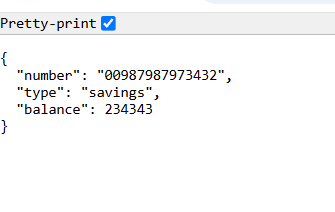 Pretty-print
{
  "number": "00987987973432",
  "type": "savings",
  "balance": 234343
}